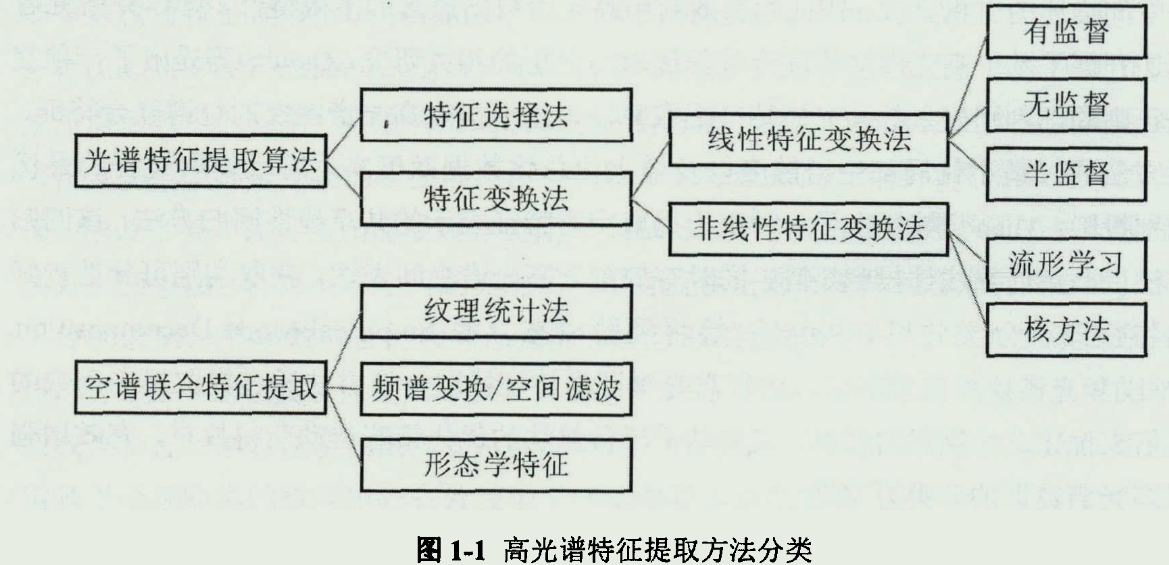 光谱特征提取算法
特征选择法
特征变换法
线性特征变换法
有监督
无监督
半监督
非线性特征变换法
流形学习
核方法
空谱联合特征提取
纹理统计法
频谱变换/空间滤波
形态学特征
图 1-1 高光谱特征提取方法分类